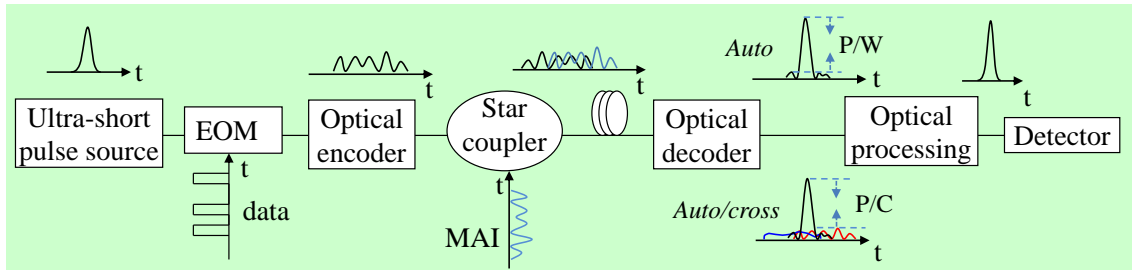 Auto
P/W
t
t
t
t
Ultra-short
pulse source
EOM
Optical
encoder
Star
coupler
Optical
decoder
Optical
processing
Detector
t
data
t
MAI
Auto/cross
P/C
t
t